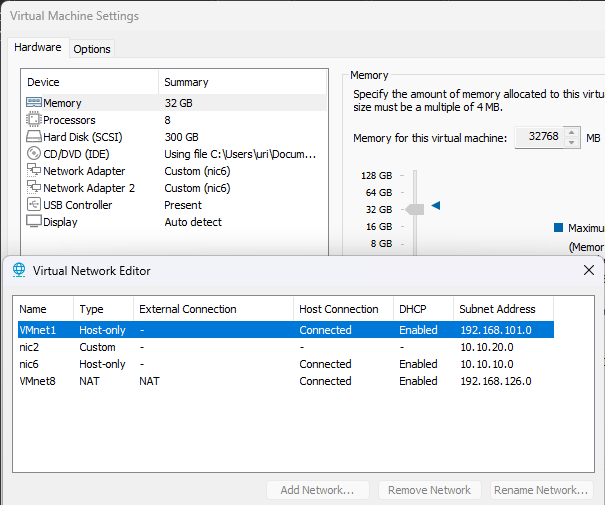 Virtual Machine Settings
Hardware Options
Device Summary
Memory 32 GB
Processors 8
Hard Disk (SCSI) 300 GB
CD/DVD (IDE) Using file C:\Users\uri\Docum...
Network Adapter Custom (nic6)
Network Adapter 2 Custom (nic6)
USB Controller Present
Display Auto detect
Memory
Specify the amount of memory allocated to this virtu
size must be a multiple of 4 MB.
Memory for this virtual machine: 32768 MB
128 GB
64 GB
32 GB
16 GB
8 GB
Maximu
(Memor
Virtual Network Editor
Name Type External Connection Host Connection DHCP Subnet Address
VMnet1 Host-only - Connected Enabled 192.168.101.0
nic2 Custom - - - 10.10.20.0
nic6 Host-only - Connected Enabled 10.10.10.0
VMnet8 NAT NAT Connected Enabled 192.168.126.0
Add Network... Remove Network Rename Network...